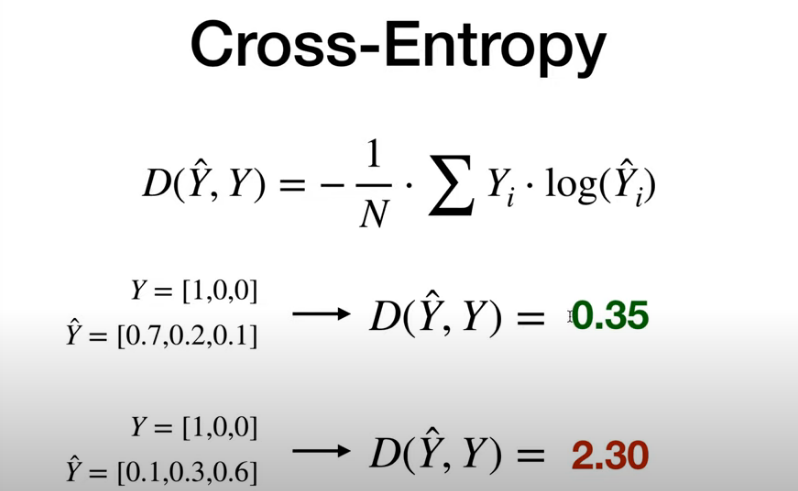 Cross-Entropy
D(Ŷ, Y) = − 1/N · ∑ Yᵢ · log(Ŷᵢ)
Y = [1,0,0]
Ŷ = [0.7,0.2,0.1] ⟶ D(Ŷ, Y) = 0.35
Y = [1,0,0]
Ŷ = [0.1,0.3,0.6] ⟶ D(Ŷ, Y) = 2.30